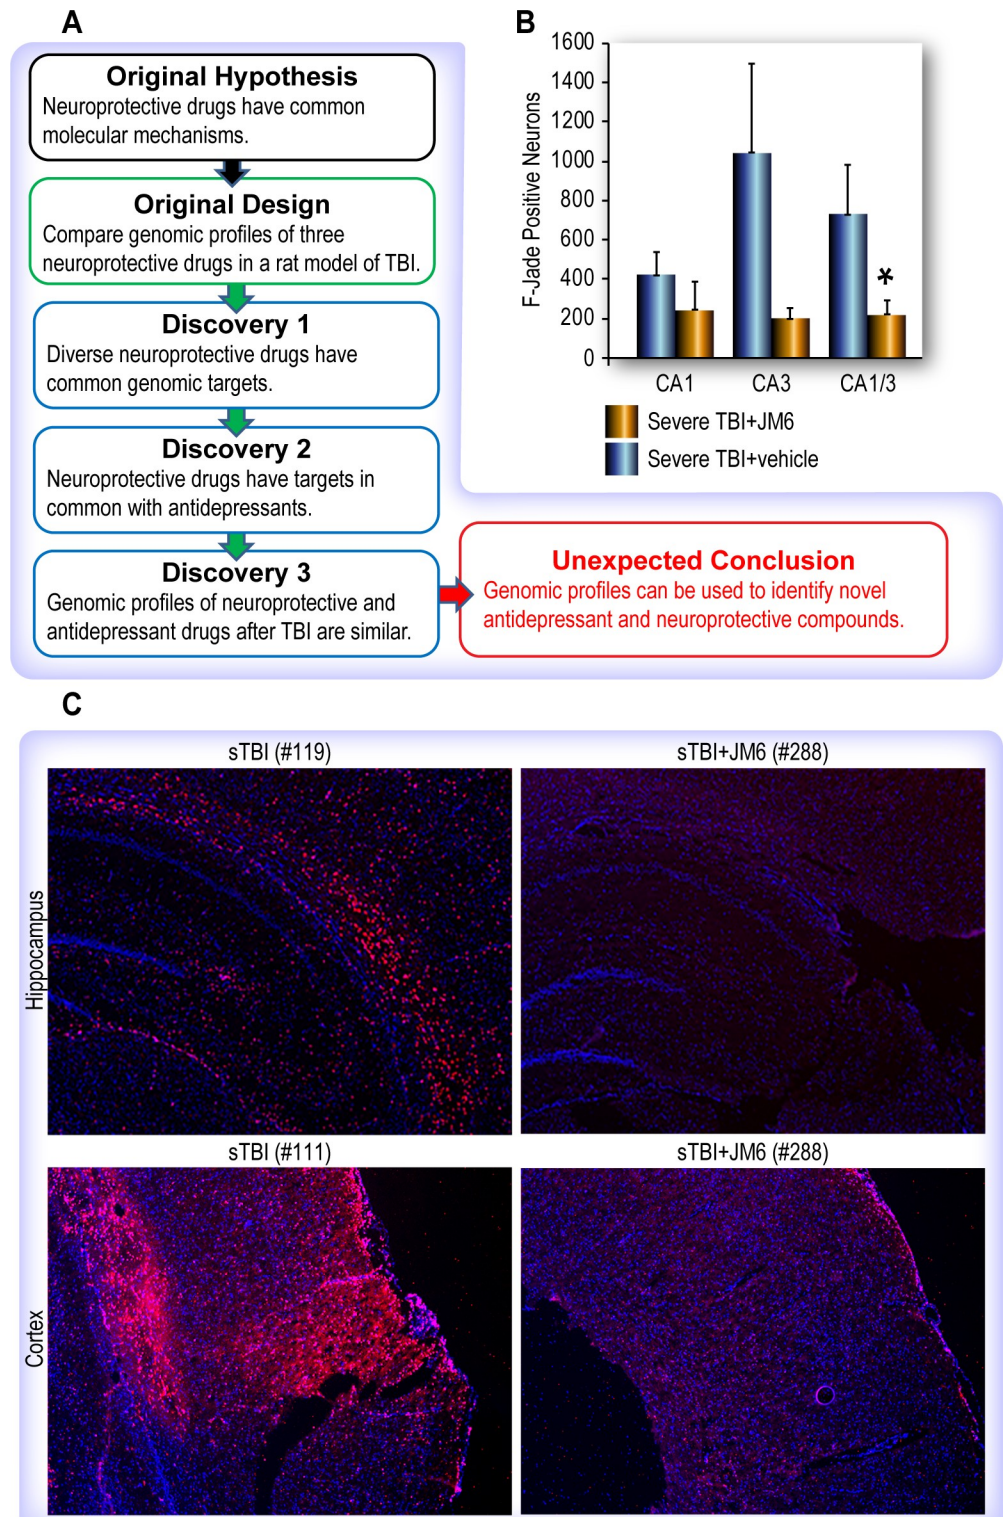 A
Original Hypothesis
Neuroprotective drugs have common
molecular mechanisms.
Original Design
Compare genomic profiles of three
neuroprotective drugs in a rat model of TBI.
Discovery 1
Diverse neuroprotective drugs have
common genomic targets.
Discovery 2
Neuroprotective drugs have targets in
common with antidepressants.
Discovery 3
Genomic profiles of neuroprotective and
antidepressant drugs after TBI are similar.
Unexpected Conclusion
Genomic profiles can be used to identify novel
antidepressant and neuroprotective compounds.
B
F-Jade Positive Neurons
1600
1400
1200
1000
800
600
400
200
0
*
CA1 CA3 CA1/3
Severe TBI+JM6
Severe TBI+vehicle
C
sTBI (#119) sTBI+JM6 (#288)
Hippocampus
sTBI (#111) sTBI+JM6 (#288)
Cortex